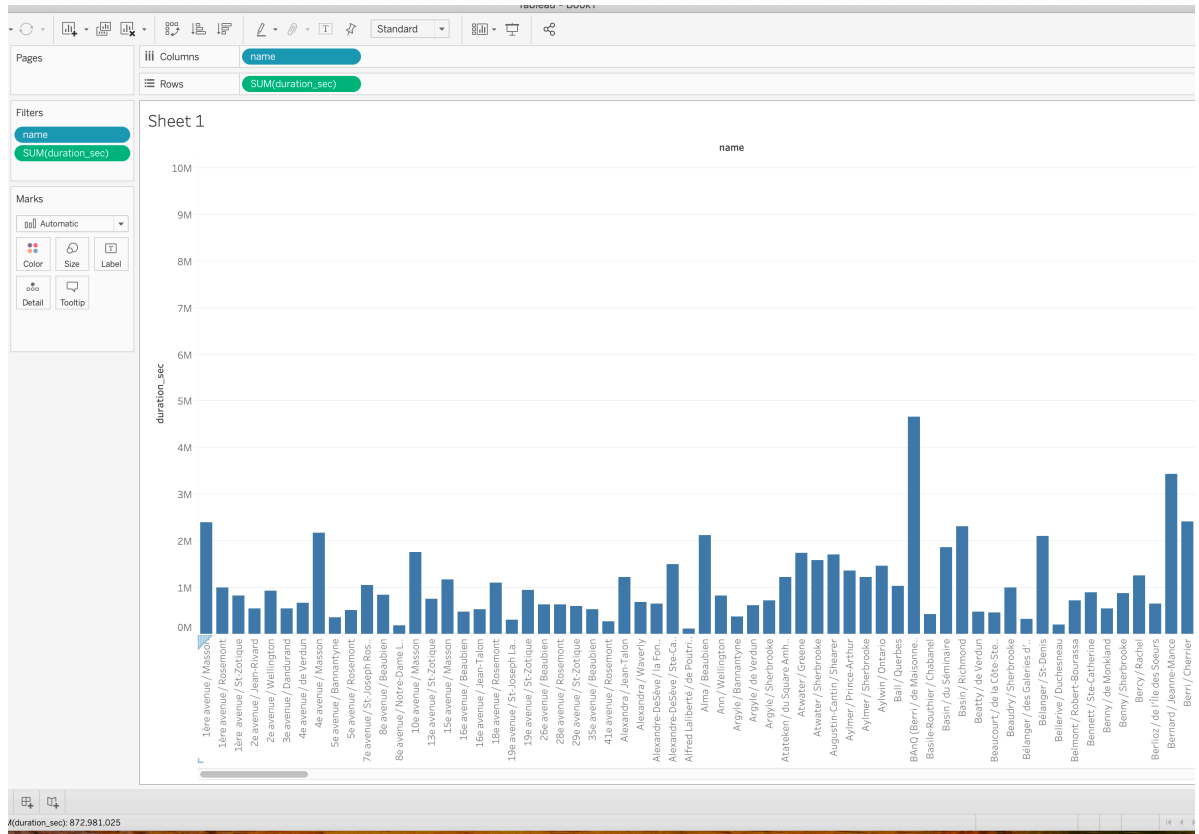 Tableau - Book1
Standard
Pages
Columns
name
Rows
SUM(duration_sec)
Filters
name
SUM(duration_sec)
Marks
Automatic
Color
Size
Label
Detail
Tooltip
Sheet 1
name
duration_sec
10M
9M
8M
7M
6M
5M
4M
3M
2M
1M
0M
1ère avenue / Masson
1ère avenue / Rosemont
1ère avenue / St-Zotique
2e avenue / Jean-Rivard
2e avenue / Wellington
3e avenue / Dandurand
4e avenue / de Verdun
4e avenue / Masson
5e avenue / Bannantyne
5e avenue / Rosemont
7e avenue / St-Joseph Ros..
8e avenue / Beaubien
8e avenue / Notre-Dame L..
10e avenue / Masson
13e avenue / St-Zotique
15e avenue / Masson
16e avenue / Beaubien
16e avenue / Jean-Talon
18e avenue / Rosemont
19e avenue / St-Joseph La..
19e avenue / St-Zotique
26e avenue / Beaubien
28e avenue / Rosemont
29e avenue / St-Zotique
35e avenue / Beaubien
41e avenue / Rosemont
Alexandra / Jean-Talon
Alexandra / Waverly
Alexandre-DeSève / la Fon..
Alexandre-DeSève / Ste-Ca..
Alfred Laliberté / de Poutri..
Alma / Beaubien
Ann / Wellington
Argyle / Bannantyne
Argyle / de Verdun
Argyle / Sherbrooke
Atateken / du Square Amh..
Atwater / Greene
Atwater / Sherbrooke
Augustin-Cantin / Shearer
Aylmer / Prince-Arthur
Aylmer / Sherbrooke
Aylwin / Ontario
Ball / Querbes
BAnQ (Berri / de Maisonne..
Basile-Routhier / Chabanel
Basin / du Séminaire
Basin / Richmond
Beatty / de Verdun
Beaucourt / de la Côte-Ste..
Beaudry / Sherbrooke
Bélanger / des Galeries d'..
Bélanger / St-Denis
Bellerive / Duchesneau
Belmont / Robert-Bourassa
Bennett / Ste-Catherine
Benny / de Monkland
Benny / Sherbrooke
Bercy / Rachel
Berlioz / de l'Île des Soeurs
Bernard / Jeanne-Mance
Berri / Cherrier
M(duration_sec): 872,981,025